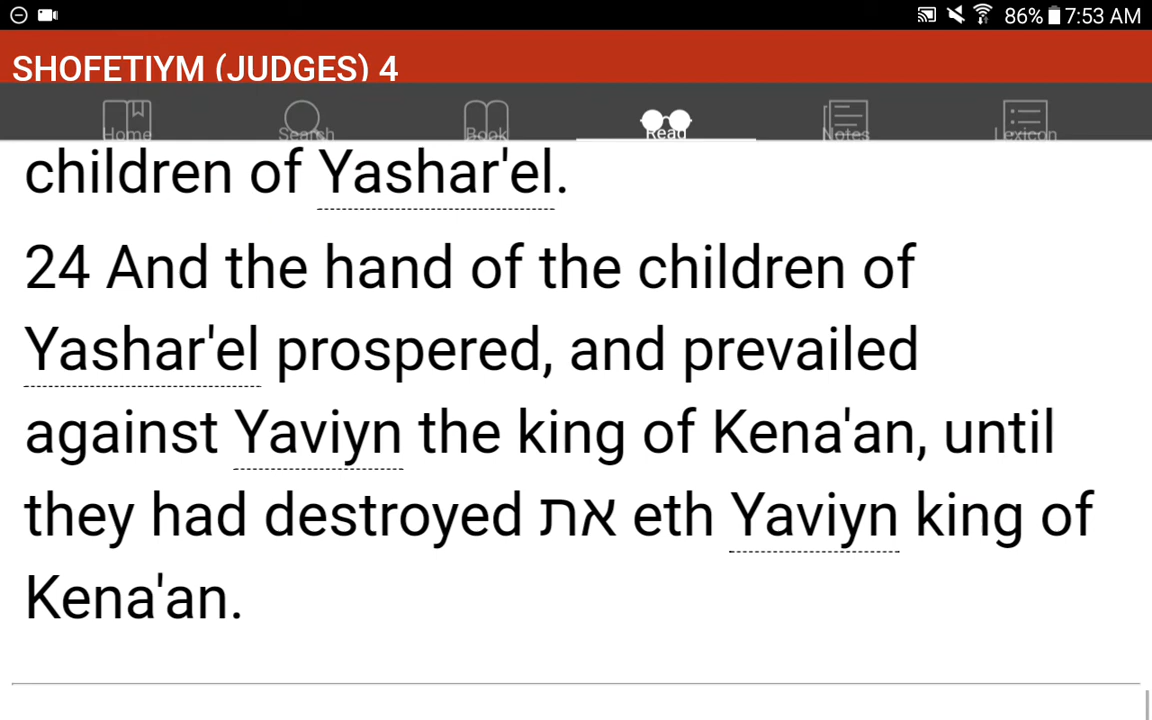 86% 7:53 AM
SHOFETIYM (JUDGES) 4
Home Search Book Read Notes Lexicon
children of Yashar'el.
24 And the hand of the children of
Yashar'el prospered, and prevailed
against Yaviyn the king of Kena'an, until
they had destroyed את eth Yaviyn king of
Kena'an.